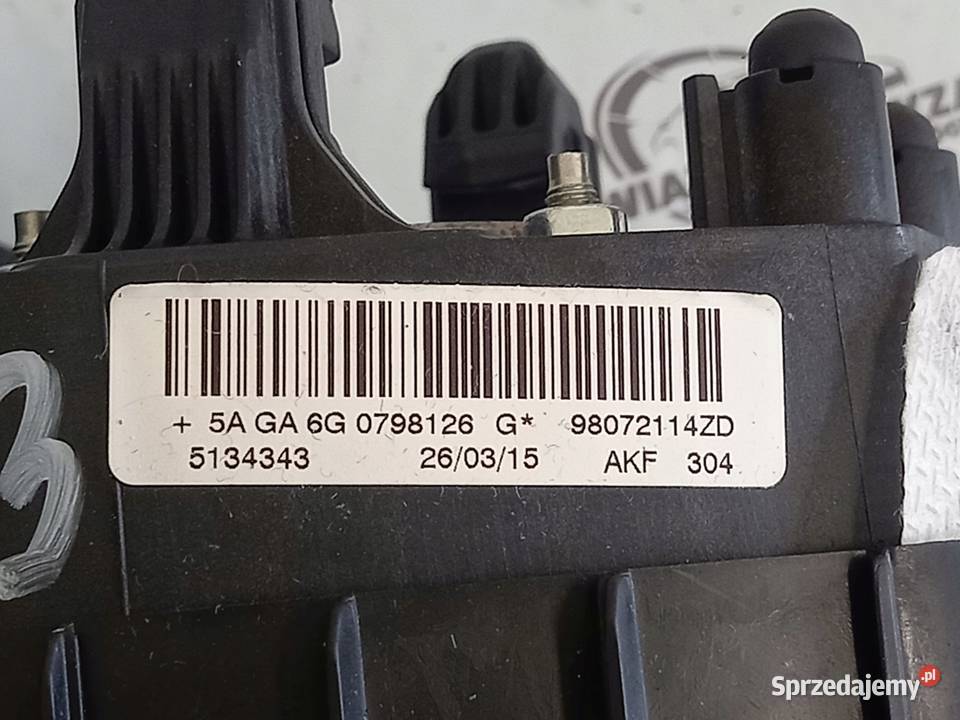 + 5A GA 6G 0798126 G* 98072114ZD
5134343 26/03/15 AKF 304
3
Sprzedajemy.pl